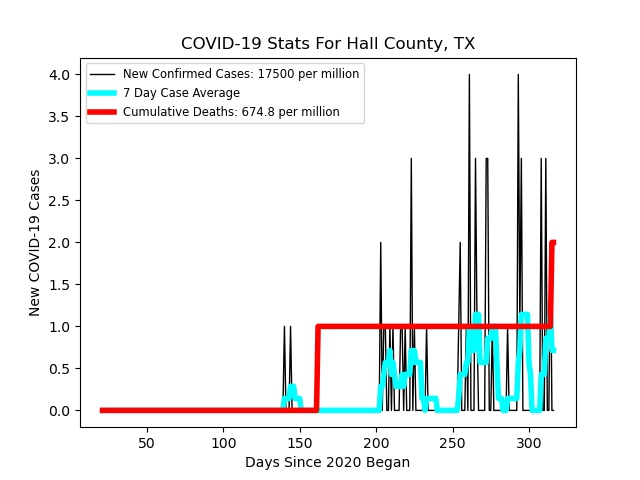 COVID-19 Stats For Hall County, TX
New Confirmed Cases: 17500 per million
7 Day Case Average
Cumulative Deaths: 674.8 per million
New COVID-19 Cases
4.0
3.5
3.0
2.5
2.0
1.5
1.0
0.5
0.0
50
100
150
200
250
300
Days Since 2020 Began